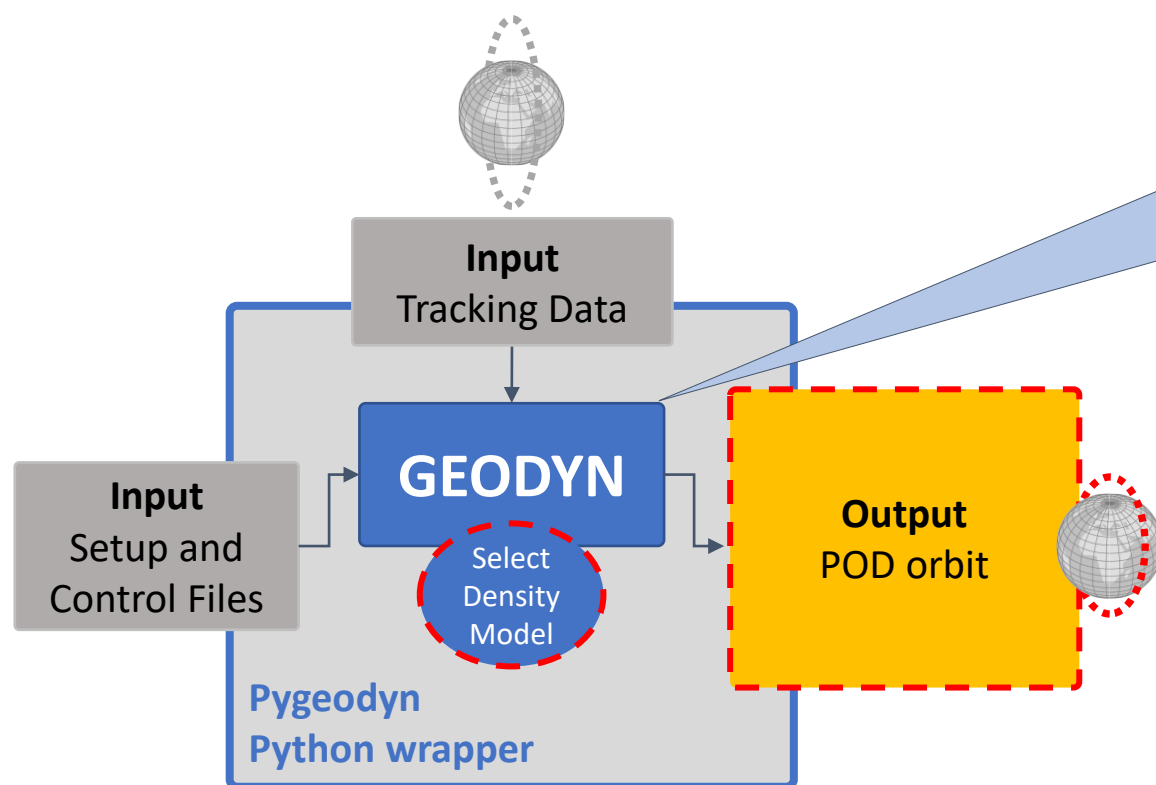 Input
Tracking Data
GEODYN
Input
Setup and
Control Files
Select
Density
Model
Output
POD orbit
Pygeodyn
Python wrapper